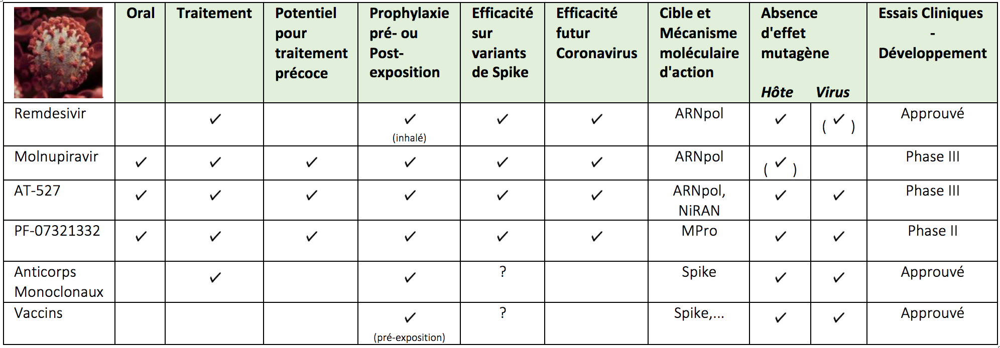 Oral
Traitement
Potentiel
pour
traitement
précoce
Prophylaxie
pré- ou
Post-
exposition
Efficacité
sur
variants
de Spike
Efficacité
futur
Coronavirus
Cible et
Mécanisme
moléculaire
d'action
Absence
d'effet
mutagène
Hôte Virus
Essais Cliniques
-
Développement
Remdesivir ✓ ✓ ✓ ✓ ARNpol ✓ ( ✓ ) Approuvé
(inhalé)
Molnupiravir ✓ ✓ ✓ ✓ ✓ ✓ ARNpol ( ✓ ) Phase III
AT-527 ✓ ✓ ✓ ✓ ✓ ✓ ARNpol, ✓ ✓ Phase III
NiRAN
PF-07321332 ✓ ✓ ✓ ✓ ✓ ✓ MPro ✓ ✓ Phase II
Anticorps ✓ ✓ ? Spike ✓ ✓ Approuvé
Monoclonaux
Vaccins ✓ ? Spike,... ✓ ✓ Approuvé
(pré-exposition)